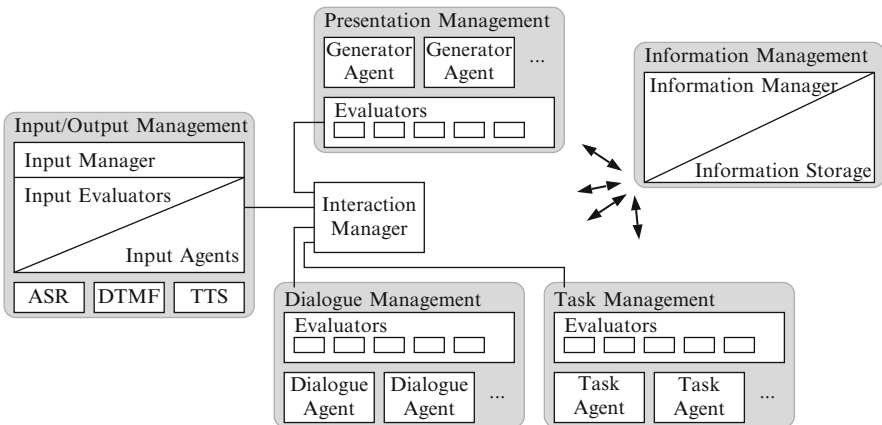 Presentation Management
Generator
Agent
Generator
Agent
...
Evaluators
Information Management
Information Manager
Information Storage
Input/Output Management
Input Manager
Input Evaluators
Input Agents
ASR
DTMF
TTS
Interaction
Manager
Dialogue Management
Evaluators
Dialogue
Agent
Dialogue
Agent
...
Task Management
Evaluators
Task
Agent
Task
Agent
...